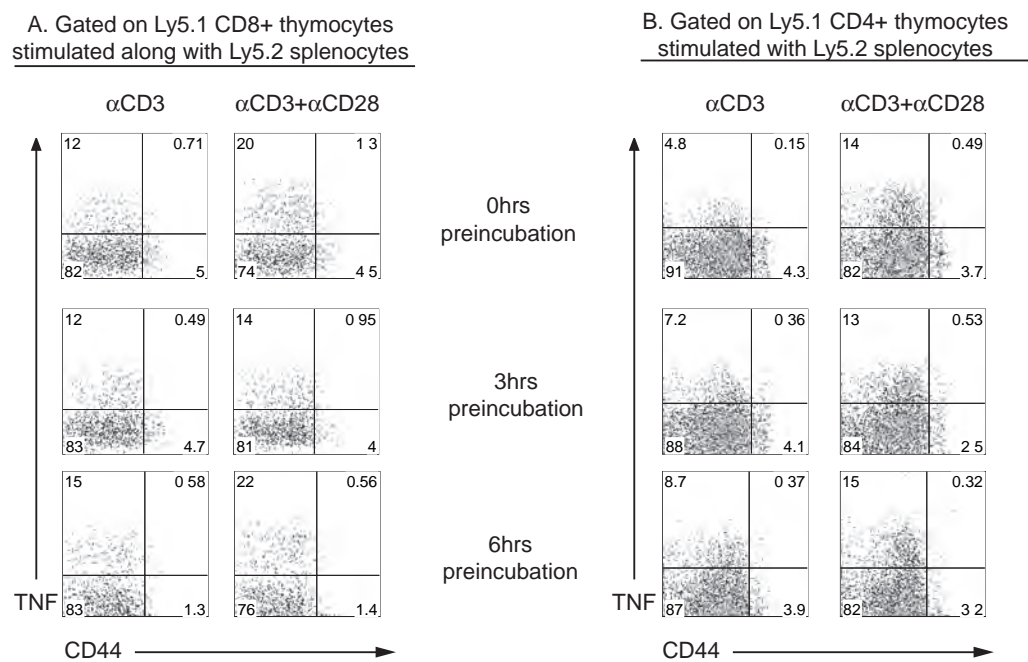 A. Gated on Ly5.1 CD8+ thymocytes
stimulated along with Ly5.2 splenocytes
αCD3 αCD3+αCD28
12 0.71 20 1 3
82 5 74 4 5
12 0.49 14 0 95
83 4.7 81 4
15 0 58 22 0.56
83 1.3 76 1.4
TNF
CD44
0hrs
preincubation
3hrs
preincubation
6hrs
preincubation
B. Gated on Ly5.1 CD4+ thymocytes
stimulated with Ly5.2 splenocytes
αCD3 αCD3+αCD28
4.8 0.15 14 0.49
91 4.3 82 3.7
7.2 0 36 13 0.53
88 4.1 84 2 5
8.7 0 37 15 0.32
87 3.9 82 3 2
TNF
CD44